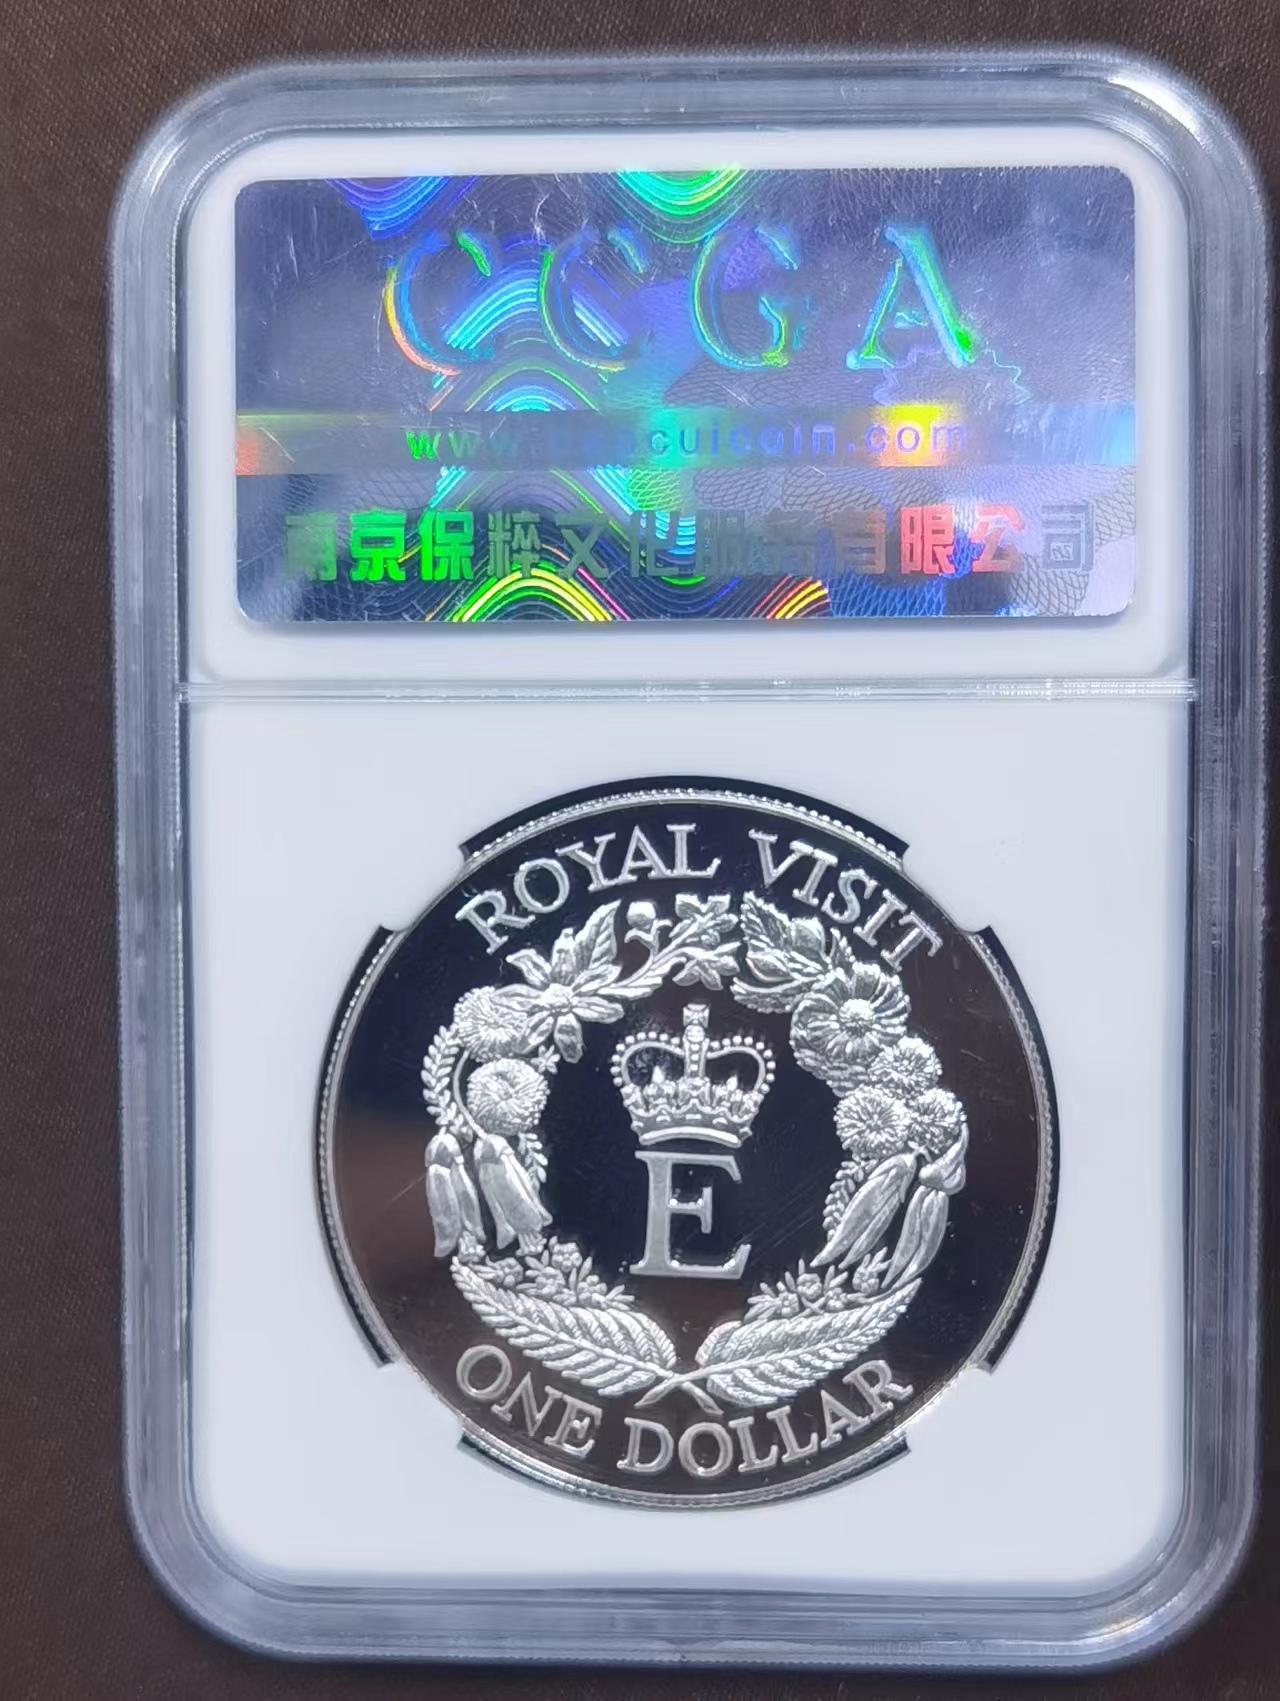 CCGA
www.baocuicoin.com
南京保粹文化服务有限公司
ROYAL VISIT
E
ONE DOLLAR